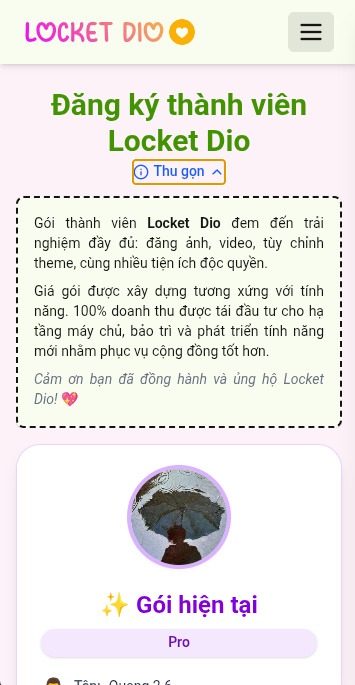 LOCKET DIO
Đăng ký thành viên
Locket Dio
Thu gọn
Gói thành viên Locket Dio đem đến trải
nghiệm đầy đủ: đăng ảnh, video, tùy chỉnh
theme, cùng nhiều tiện ích độc quyền.
Giá gói được xây dựng tương xứng với tính
năng. 100% doanh thu được tái đầu tư cho hạ
tầng máy chủ, bảo trì và phát triển tính năng
mới nhằm phục vụ cộng đồng tốt hơn.
Cảm ơn bạn đã đồng hành và ủng hộ Locket
Dio! 💖
✨ Gói hiện tại
Pro